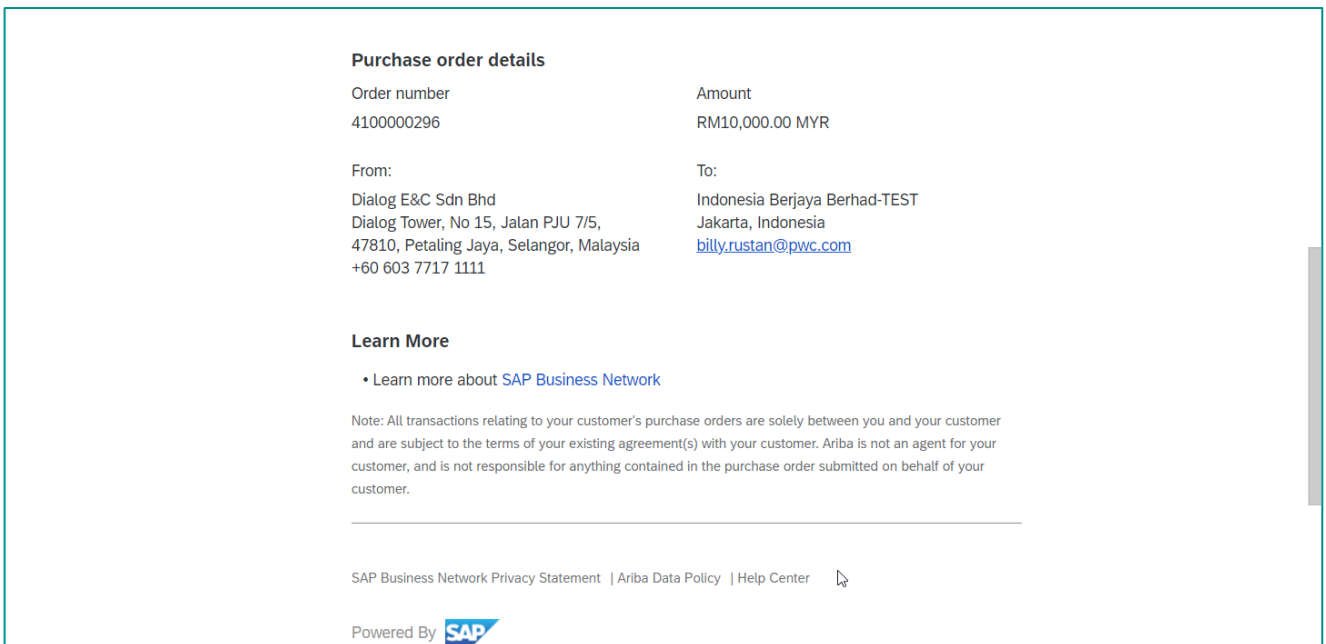 Purchase order details
Order number
4100000296
Amount
RM10,000.00 MYR
From:
Dialog E&C Sdn Bhd
Dialog Tower, No 15, Jalan PJU 7/5,
47810, Petaling Jaya, Selangor, Malaysia
+60 603 7717 1111
To:
Indonesia Berjaya Berhad-TEST
Jakarta, Indonesia
billy.rustan@pwc.com
Learn More
• Learn more about SAP Business Network
Note: All transactions relating to your customer's purchase orders are solely between you and your customer
and are subject to the terms of your existing agreement(s) with your customer. Ariba is not an agent for your
customer, and is not responsible for anything contained in the purchase order submitted on behalf of your
customer.
SAP Business Network Privacy Statement | Ariba Data Policy | Help Center
Powered By SAP